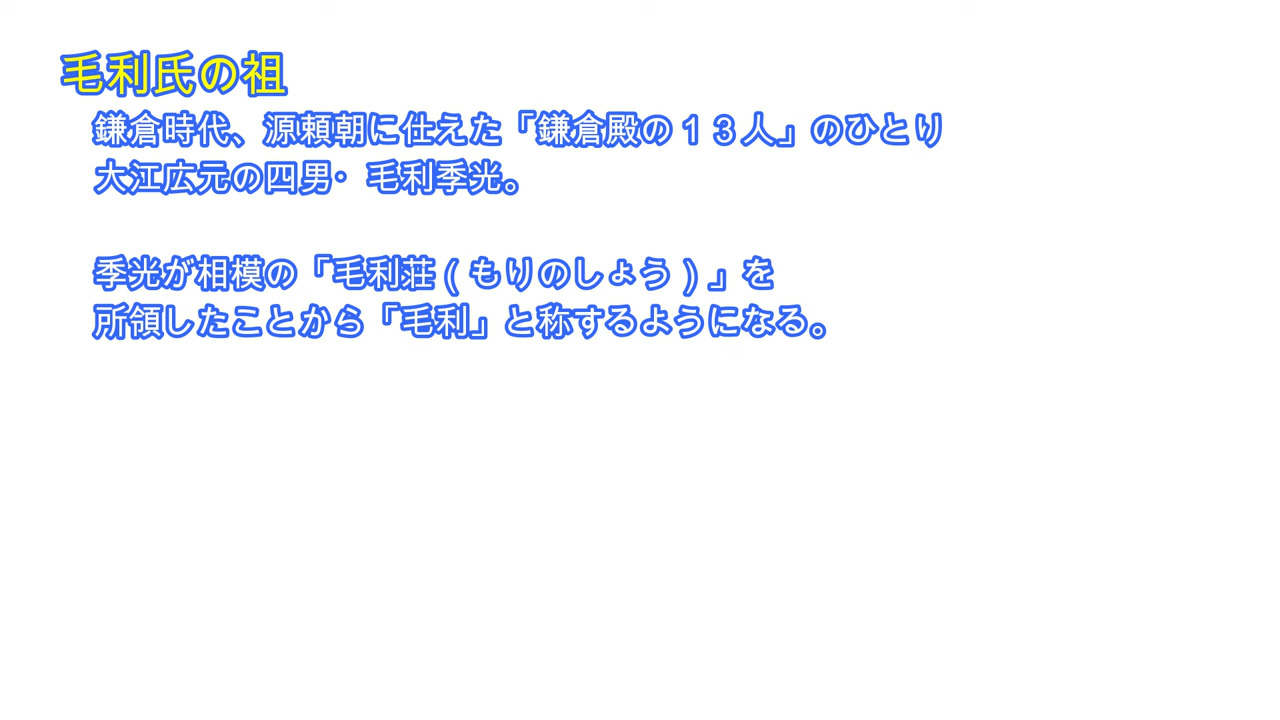 毛利氏の祖
鎌倉時代、源頼朝に仕えた「鎌倉殿の１３人」のひとり
大江広元の四男・毛利季光。
季光が相模の「毛利荘(もりのしょう)」を
所領したことから「毛利」と称するようになる。